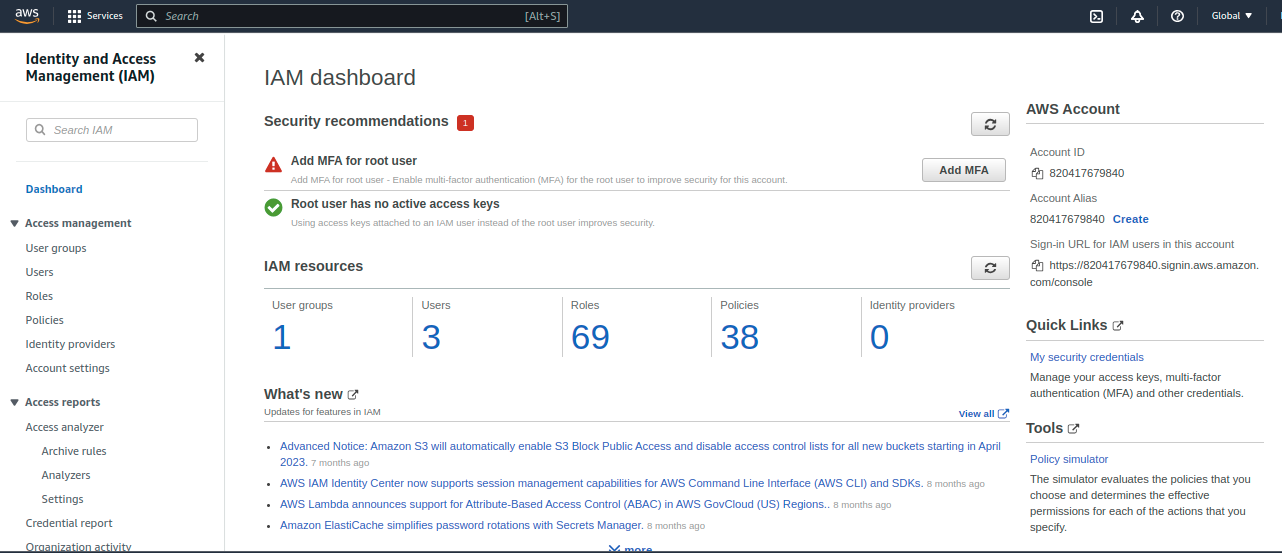 aws
Services
Search
[Alt+S]
Global
Identity and Access
Management (IAM)
Search IAM
Dashboard
Access management
User groups
Users
Roles
Policies
Identity providers
Account settings
Access reports
Access analyzer
Archive rules
Analyzers
Settings
Credential report
Organization activity
IAM dashboard
Security recommendations 1
Add MFA for root user
Add MFA for root user - Enable multi-factor authentication (MFA) for the root user to improve security for this account.
Add MFA
Root user has no active access keys
Using access keys attached to an IAM user instead of the root user improves security.
IAM resources
User groups
1
Users
3
Roles
69
Policies
38
Identity providers
0
What's new
Updates for features in IAM
View all
Advanced Notice: Amazon S3 will automatically enable S3 Block Public Access and disable access control lists for all new buckets starting in April
2023. 7 months ago
AWS IAM Identity Center now supports session management capabilities for AWS Command Line Interface (AWS CLI) and SDKs. 8 months ago
AWS Lambda announces support for Attribute-Based Access Control (ABAC) in AWS GovCloud (US) Regions.. 8 months ago
Amazon ElastiCache simplifies password rotations with Secrets Manager. 8 months ago
more
AWS Account
Account ID
820417679840
Account Alias
820417679840 Create
Sign-in URL for IAM users in this account
https://820417679840.signin.aws.amazon.
com/console
Quick Links
My security credentials
Manage your access keys, multi-factor
authentication (MFA) and other credentials.
Tools
Policy simulator
The simulator evaluates the policies that you
choose and determines the effective
permissions for each of the actions that you
specify.